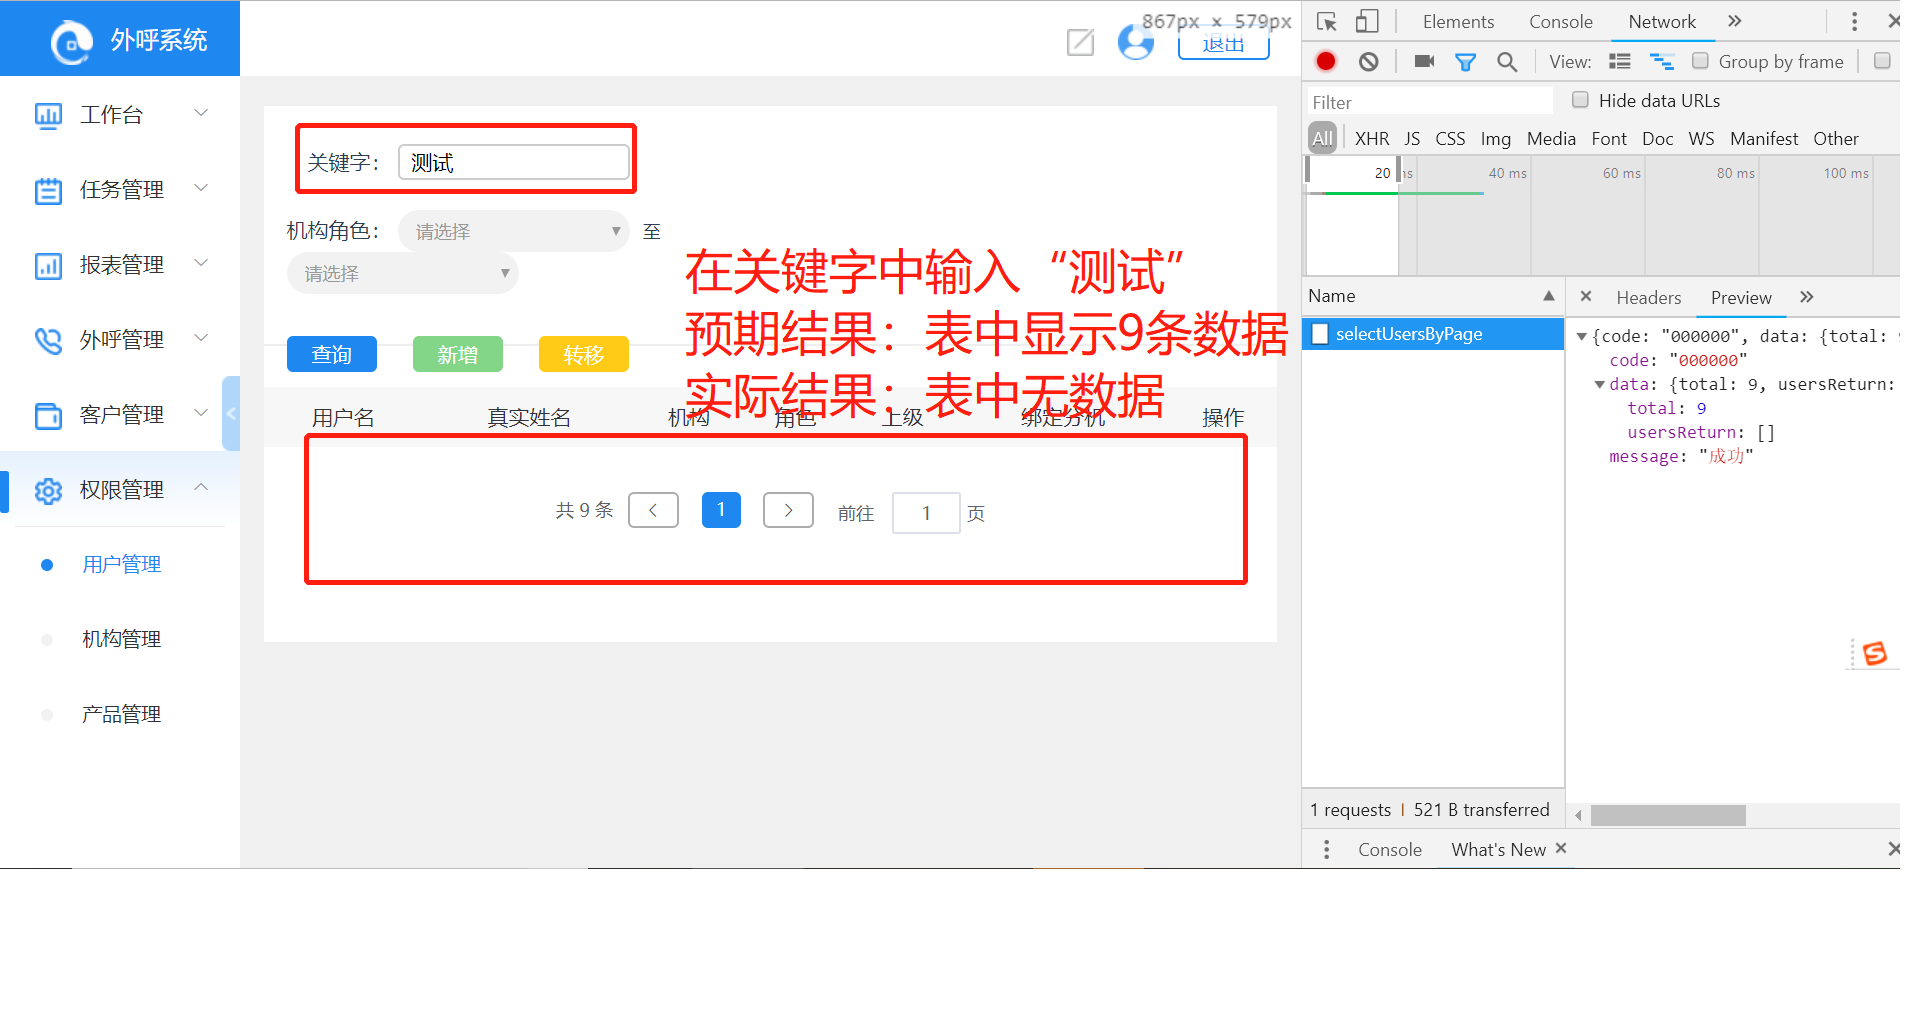 外呼系统
867px × 579px
退出
工作台
任务管理
报表管理
外呼管理
客户管理
权限管理
用户管理
机构管理
产品管理
关键字：
测试
机构角色：
请选择
至
请选择
在关键字中输入“测试”
预期结果：表中显示9条数据
实际结果：表中无数据
查询
新增
转移
用户名
真实姓名
机构
角色
上级
绑定分机
操作
共 9 条
1
前往
1
页
Elements
Console
Network
View:
Group by frame
Filter
Hide data URLs
All
XHR
JS
CSS
Img
Media
Font
Doc
WS
Manifest
Other
20 ms
40 ms
60 ms
80 ms
100 ms
Name
Headers
Preview
selectUsersByPage
{code: "000000", data: {total: 
code: "000000"
data: {total: 9, usersReturn:
total: 9
usersReturn: []
message: "成功"
1 requests
521 B transferred
Console
What's New